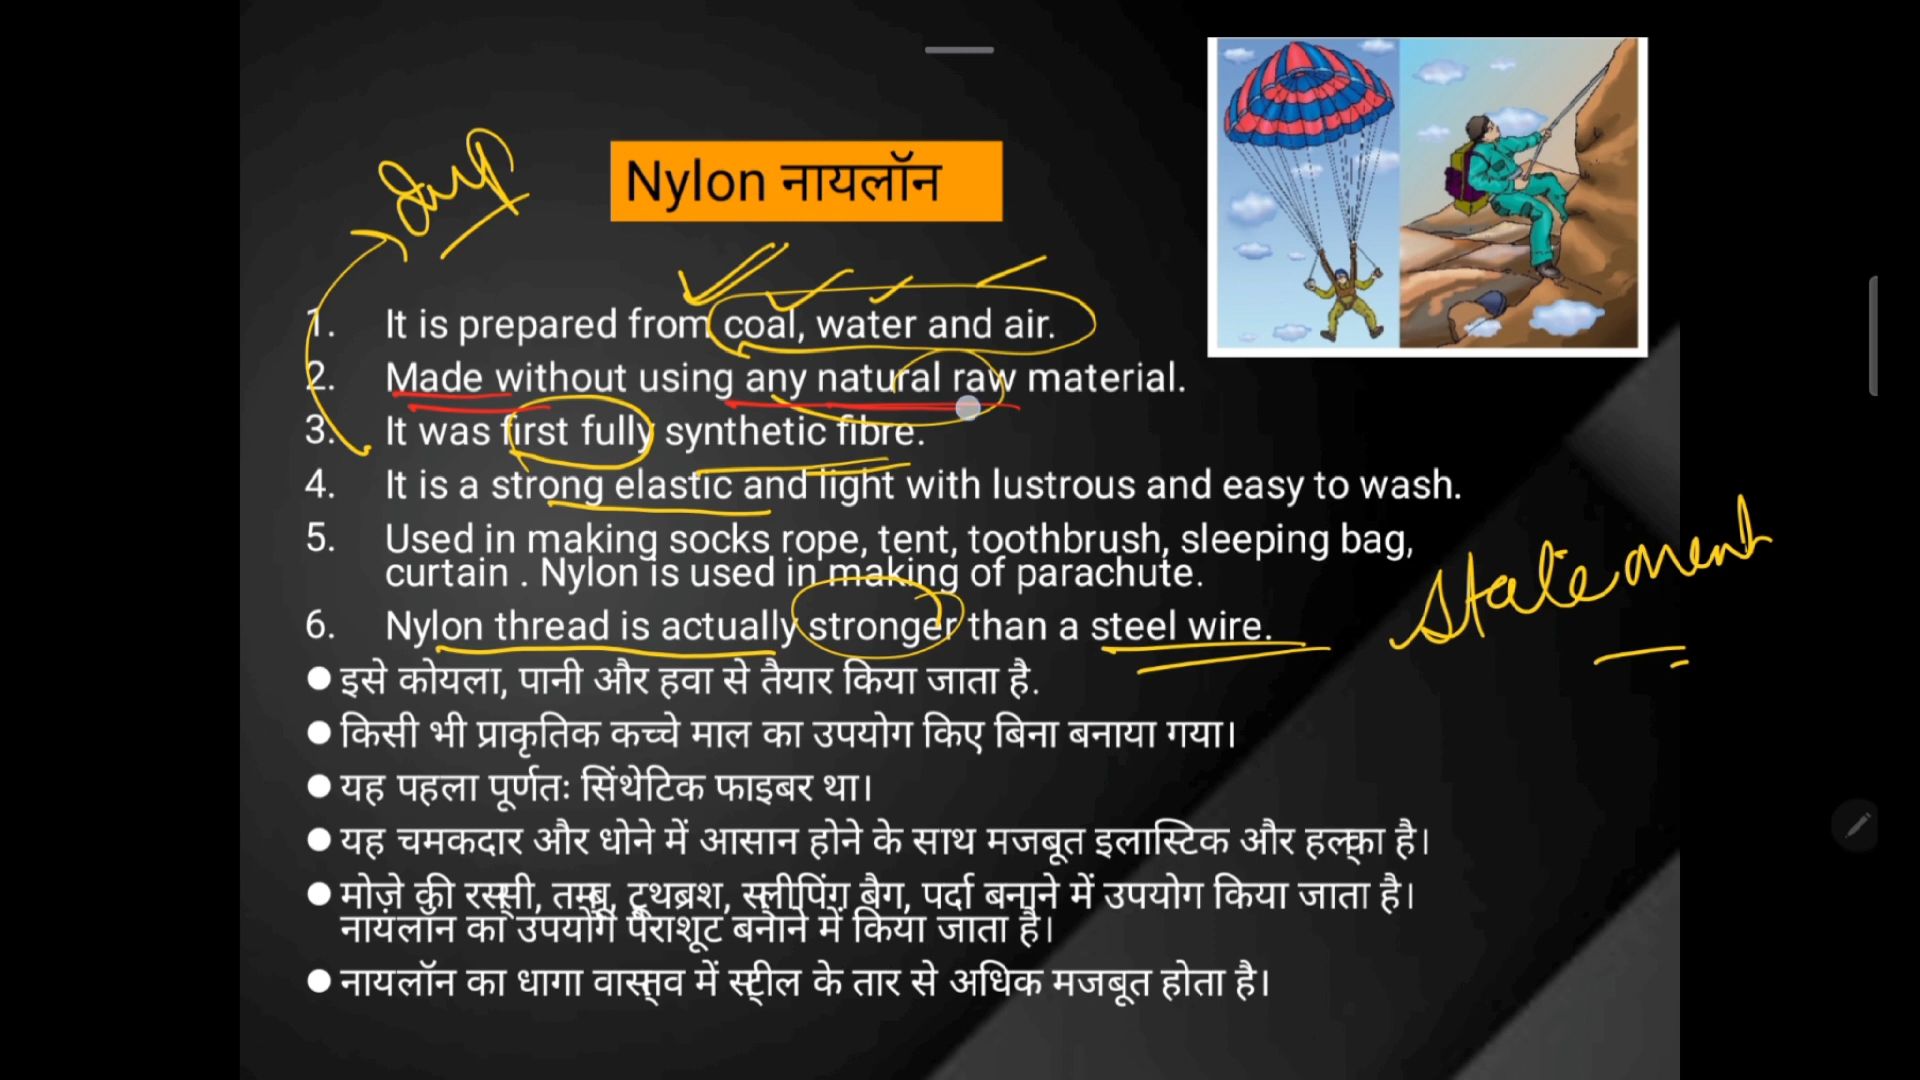 Nylon नायलॉन
1. It is prepared from coal, water and air.
2. Made without using any natural raw material.
3. It was first fully synthetic fibre.
4. It is a strong elastic and light with lustrous and easy to wash.
5. Used in making socks rope, tent, toothbrush, sleeping bag,
curtain . Nylon is used in making of parachute.
6. Nylon thread is actually stronger than a steel wire.
Statement
● इसे कोयला, पानी और हवा से तैयार किया जाता है.
● किसी भी प्राकृतिक कच्चे माल का उपयोग किए बिना बनाया गया।
● यह पहला पूर्णतः सिंथेटिक फाइबर था।
● यह चमकदार और धोने में आसान होने के साथ मजबूत इलास्टिक और हल्का है।
● मोज़े की रस्सी, तम्बू, टूथब्रश, स्लीपिंग बैग, पर्दा बनाने में उपयोग किया जाता है।
नायलॉन का उपयोग पैराशूट बनाने में किया जाता है।
● नायलॉन का धागा वास्तव में स्टील के तार से अधिक मजबूत होता है।